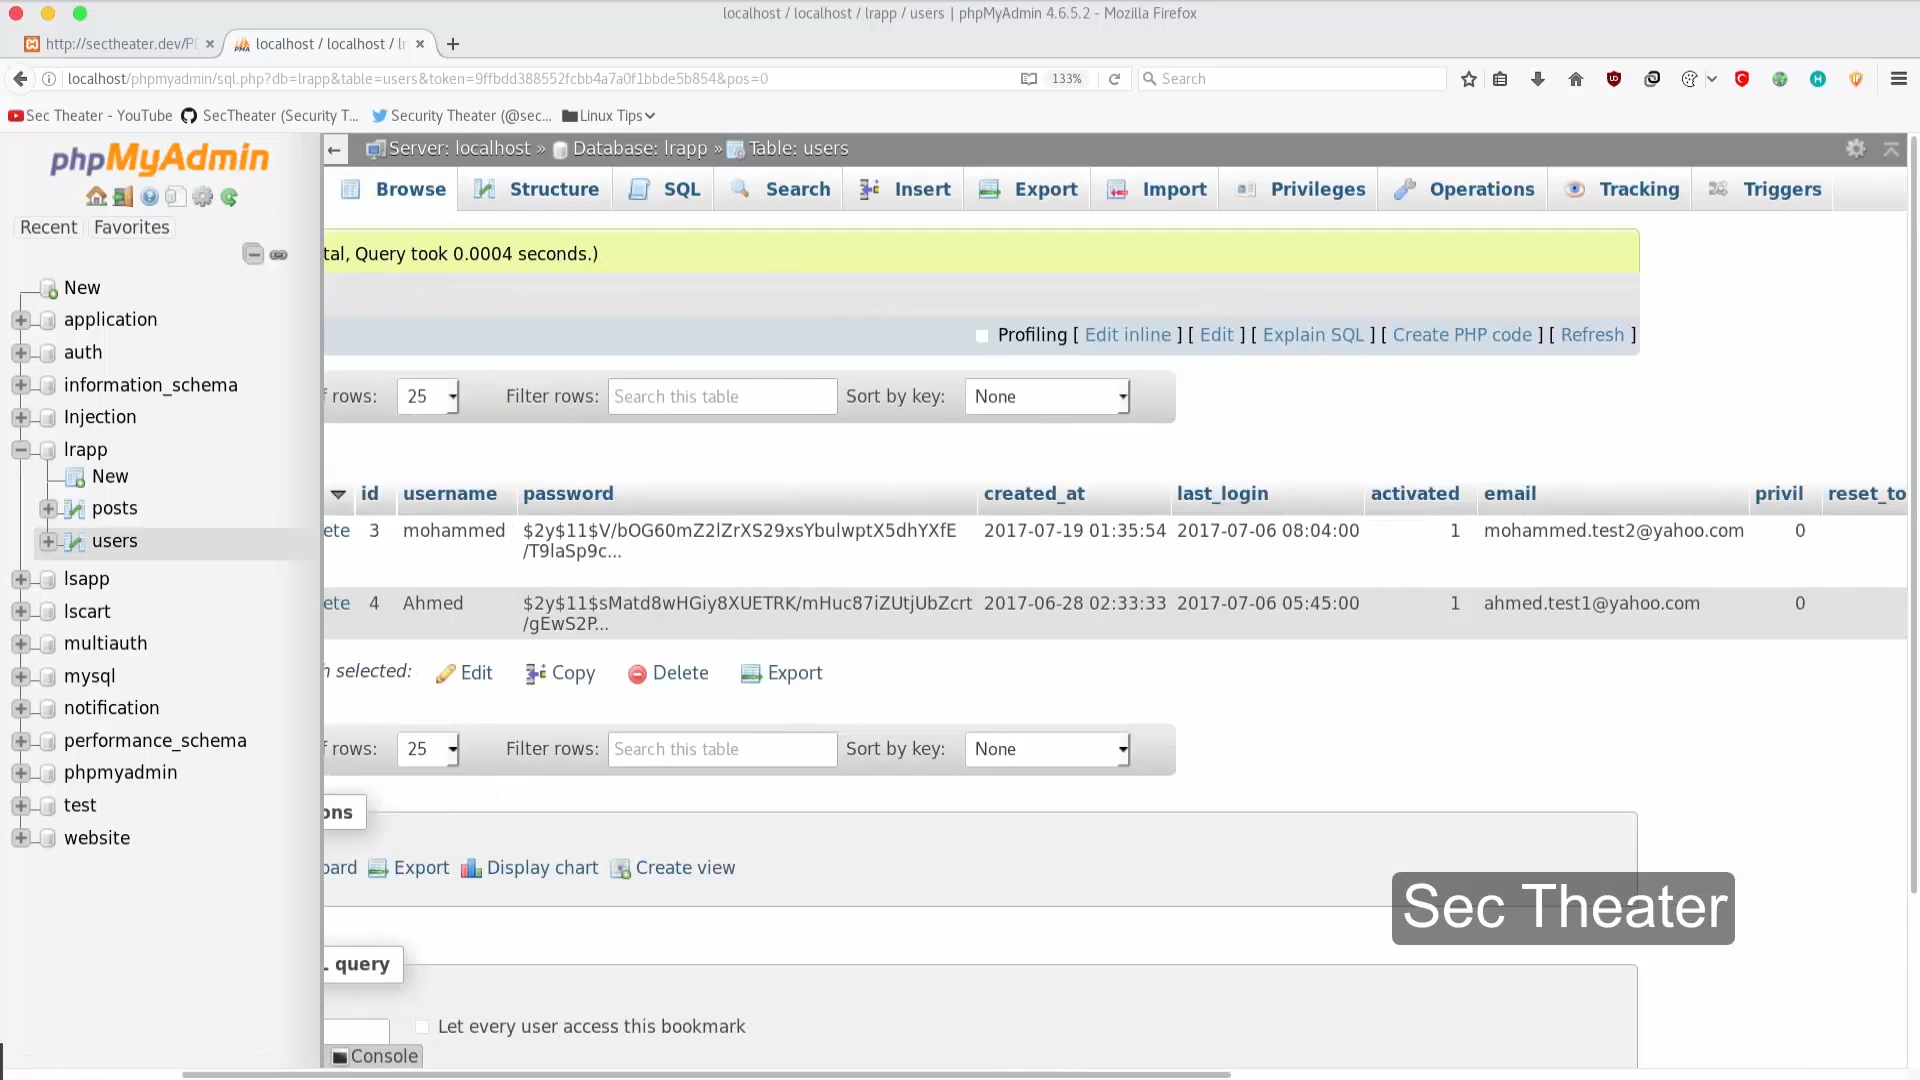 localhost / localhost / lrapp / users | phpMyAdmin 4.6.5.2 - Mozilla Firefox
http://sectheater.dev/P
localhost / localhost / lr
localhost/phpmyadmin/sql.php?db=lrapp&table=users&token=9ffbdd388552fcbb4a7a0f1bbde5b854&pos=0
133%
Search
Sec Theater - YouTube
SecTheater (Security T...
Security Theater (@sec...
Linux Tips
phpMyAdmin
Recent
Favorites
New
application
auth
information_schema
Injection
lrapp
New
posts
users
lsapp
lscart
multiauth
mysql
notification
performance_schema
phpmyadmin
test
website
Server: localhost » Database: lrapp » Table: users
Browse
Structure
SQL
Search
Insert
Export
Import
Privileges
Operations
Tracking
Triggers
tal, Query took 0.0004 seconds.)
Profiling [ Edit inline ] [ Edit ] [ Explain SQL ] [ Create PHP code ] [ Refresh ]
f rows: 25 Filter rows: Search this table Sort by key: None
id username password created_at last_login activated email privil reset_to
ete 3 mohammed $2y$11$V/bOG60mZ2lZrXS29xsYbulwptX5dhYXfE 2017-07-19 01:35:54 2017-07-06 08:04:00 1 mohammed.test2@yahoo.com 0
/T9laSp9c...
ete 4 Ahmed $2y$11$sMatd8wHGiy8XUETRK/mHuc87iZUtjUbZcrt 2017-06-28 02:33:33 2017-07-06 05:45:00 1 ahmed.test1@yahoo.com 0
/gEwS2P...
h selected: Edit Copy Delete Export
f rows: 25 Filter rows: Search this table Sort by key: None
ons
oard Export Display chart Create view
Sec Theater
L query
Let every user access this bookmark
Console